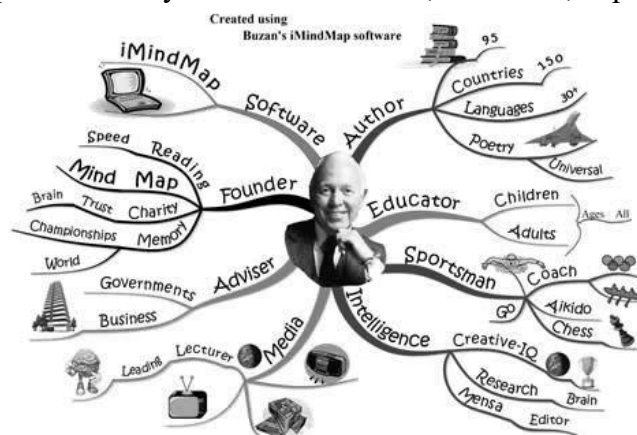 Created using
Buzan's iMindMap software
iMindMap
Software
Author
95
Countries
150
Languages
30+
Poetry
Universal
Founder
Speed
Reading
Mind Map
Brain
Trust
Charity
Championships
Memory
World
Educator
Children
Adults
Ages
All
Sportsman
Coach
Aikido
Chess
GO
Adviser
Governments
Business
Media
Lecturer
Leading
Intelligence
Creative-IQ
Research
Brain
Mensa
Editor